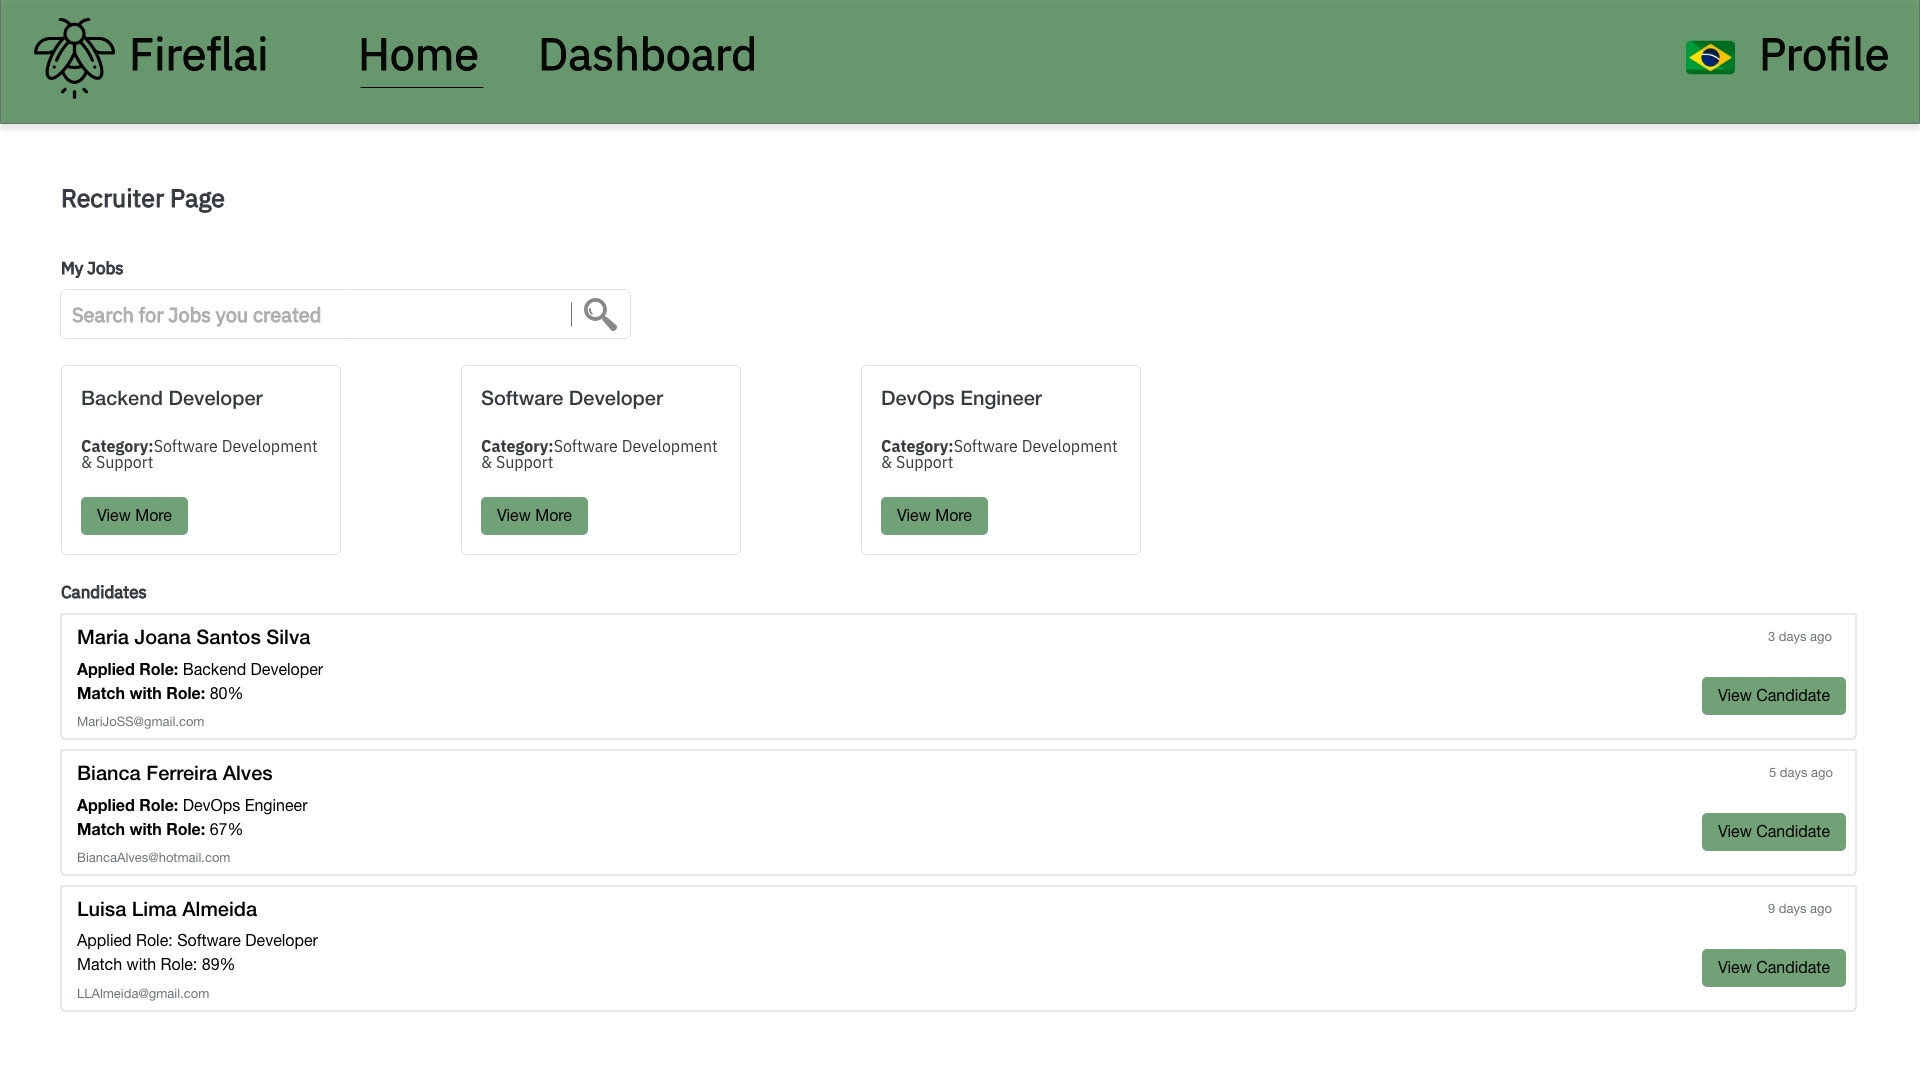 Fireflai Home Dashboard Profile
Recruiter Page
My Jobs
Search for Jobs you created
Backend Developer
Category:Software Development
& Support
View More
Software Developer
Category:Software Development
& Support
View More
DevOps Engineer
Category:Software Development
& Support
View More
Candidates
Maria Joana Santos Silva
3 days ago
Applied Role: Backend Developer
Match with Role: 80%
View Candidate
MariJoSS@gmail.com
Bianca Ferreira Alves
5 days ago
Applied Role: DevOps Engineer
Match with Role: 67%
View Candidate
BiancaAlves@hotmail.com
Luisa Lima Almeida
9 days ago
Applied Role: Software Developer
Match with Role: 89%
View Candidate
LLAlmeida@gmail.com